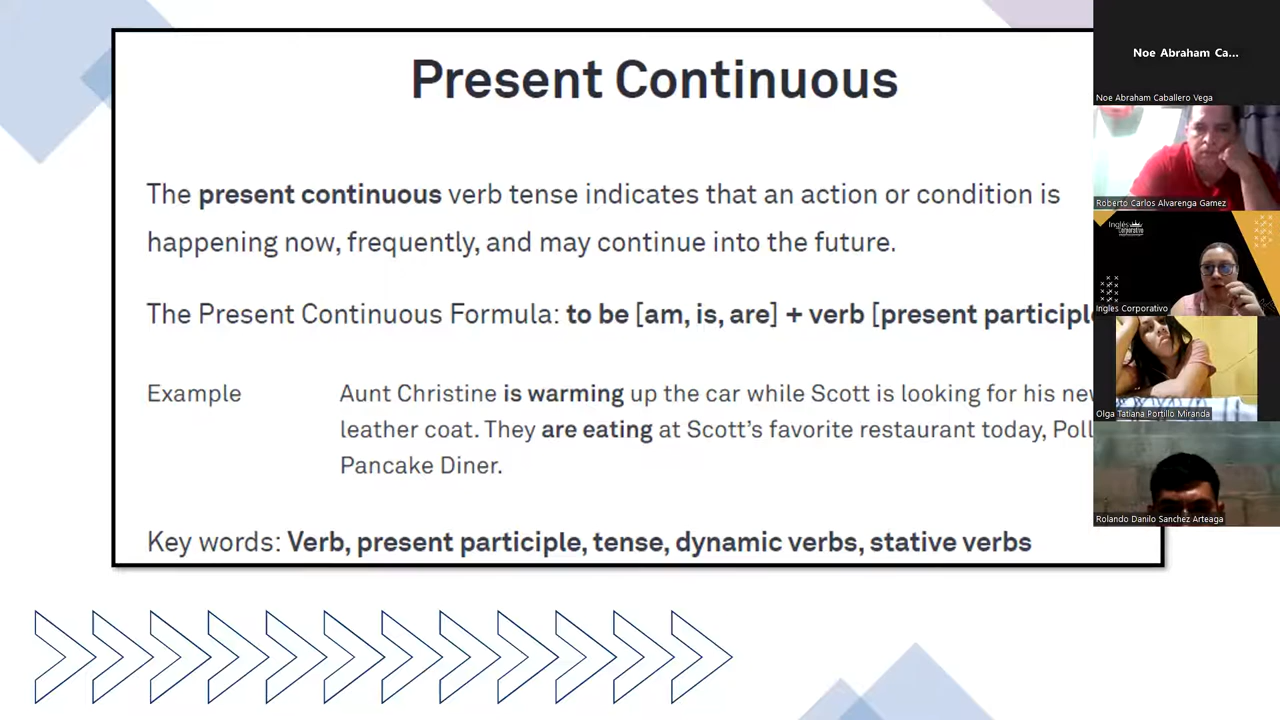 Present Continuous
The present continuous verb tense indicates that an action or condition is
happening now, frequently, and may continue into the future.
The Present Continuous Formula: to be [am, is, are] + verb [present participl
Example
Aunt Christine is warming up the car while Scott is looking for his new
leather coat. They are eating at Scott's favorite restaurant today, Poll
Pancake Diner.
Key words: Verb, present participle, tense, dynamic verbs, stative verbs
Noe Abraham Ca...
Noe Abraham Caballero Vega
Roberto Carlos Alvarenga Gamez
Inglés
Corporativo
Ingles Corporativo
Olga Tatiana Portillo Miranda
Rolando Danilo Sanchez Arteaga